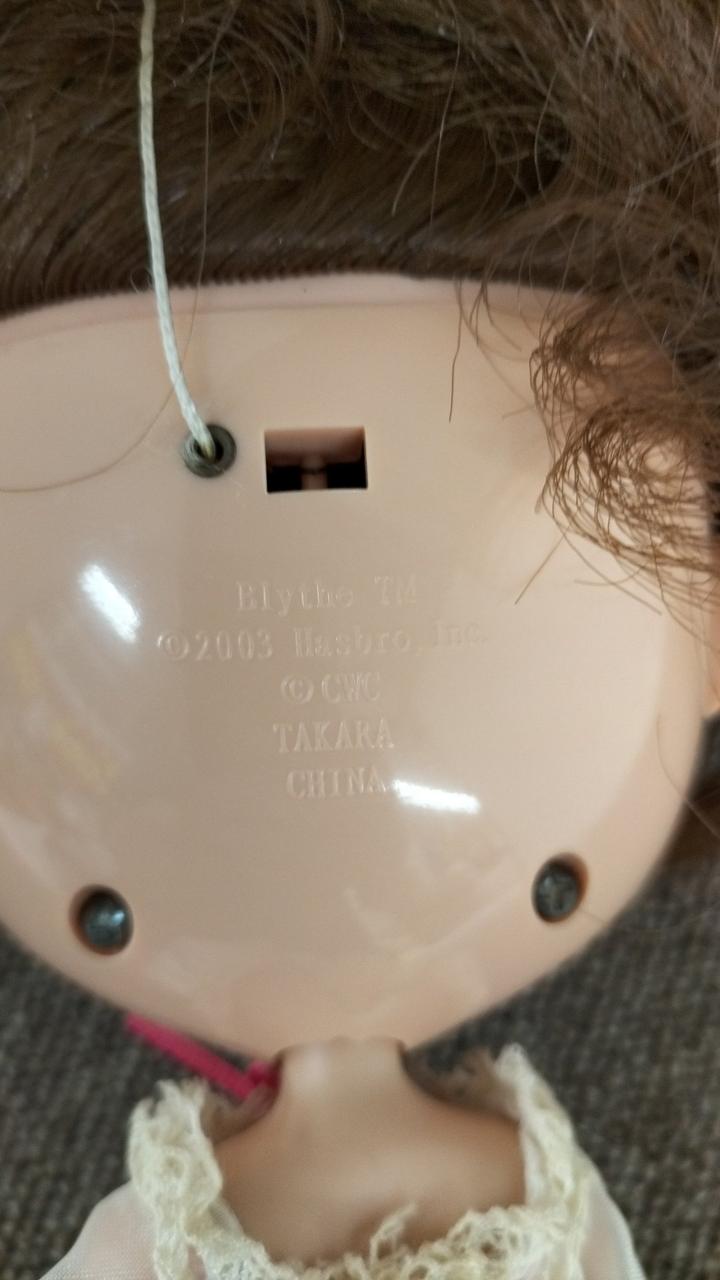 Blythe TM
©2003 Hasbro, Inc.
© CWC
TAKARA
CHINA